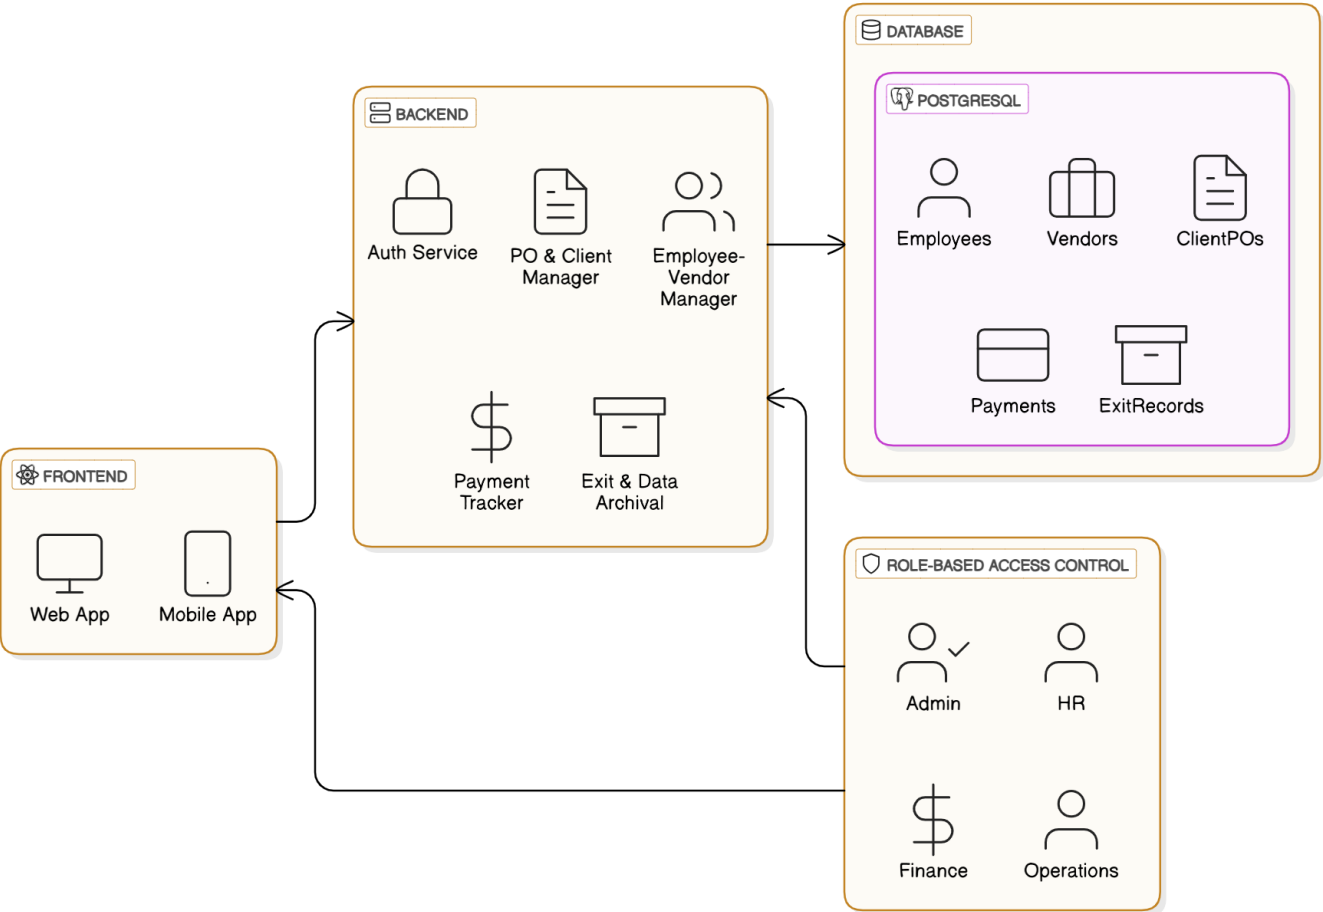 DATABASE
POSTGRESQL
Employees
Vendors
ClientPOs
Payments
ExitRecords
BACKEND
Auth Service
PO & Client
Manager
Employee-
Vendor
Manager
Payment
Tracker
Exit & Data
Archival
FRONTEND
Web App
Mobile App
ROLE-BASED ACCESS CONTROL
Admin
HR
Finance
Operations